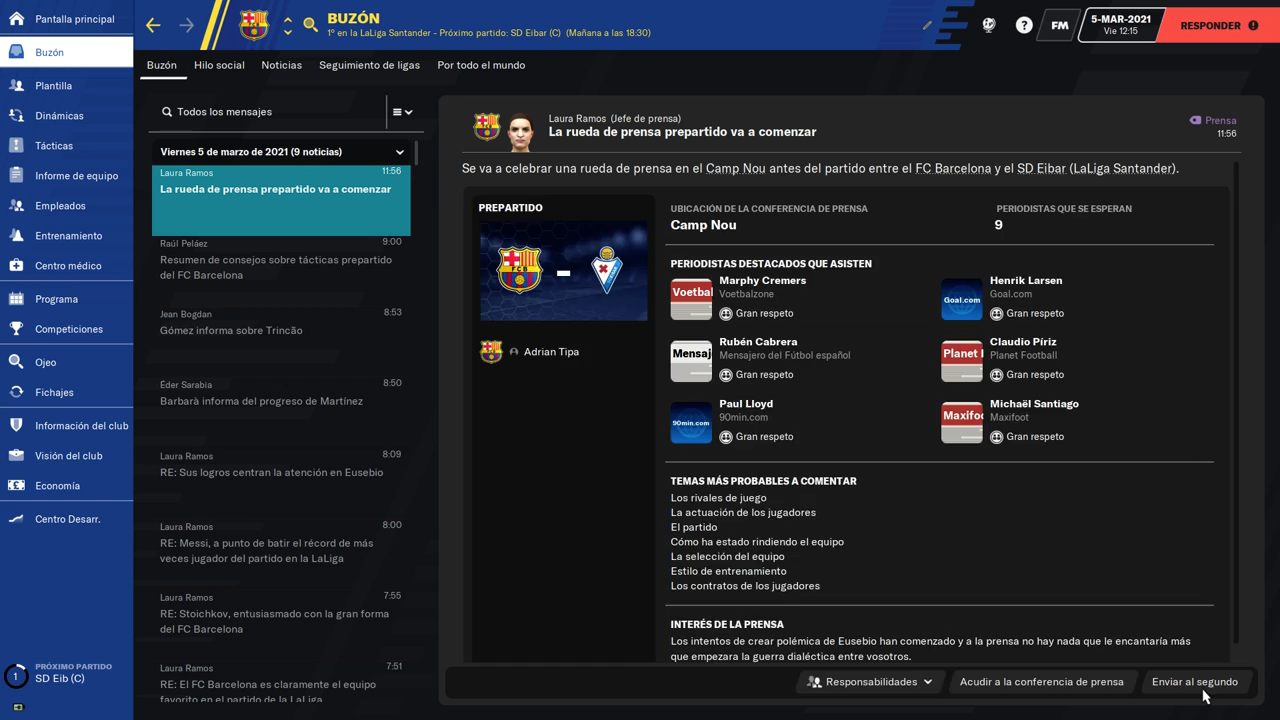 Pantalla principal
Buzón
Plantilla
Dinámicas
Tácticas
Informe de equipo
Empleados
Entrenamiento
Centro médico
Programa
Competiciones
Ojeo
Fichajes
Información del club
Visión del club
Economía
Centro Desarr.
1
PRÓXIMO PARTIDO
SD Eib (C)
BUZÓN
1º en la LaLiga Santander - Próximo partido: SD Eibar (C) (Mañana a las 18:30)
?
FM
5-MAR-2021
Vie 12:15
RESPONDER
Buzón
Hilo social
Noticias
Seguimiento de ligas
Por todo el mundo
Todos los mensajes
Viernes 5 de marzo de 2021 (9 noticias)
Laura Ramos 11:56
La rueda de prensa prepartido va a comenzar
Raúl Peláez 9:00
Resumen de consejos sobre tácticas prepartido
del FC Barcelona
Jean Bogdan 8:53
Gómez informa sobre Trincão
Éder Sarabia 8:50
Barbarà informa del progreso de Martínez
Laura Ramos 8:09
RE: Sus logros centran la atención en Eusebio
Laura Ramos 8:00
RE: Messi, a punto de batir el récord de más
veces jugador del partido en la LaLiga
Laura Ramos 7:55
RE: Stoichkov, entusiasmado con la gran forma
del FC Barcelona
Laura Ramos 7:51
RE: El FC Barcelona es claramente el equipo
favorito en el partido de la LaLiga
Laura Ramos (Jefe de prensa)
La rueda de prensa prepartido va a comenzar
Prensa
11:56
Se va a celebrar una rueda de prensa en el Camp Nou antes del partido entre el FC Barcelona y el SD Eibar (LaLiga Santander).
PREPARTIDO
FCB
-
Adrian Tipa
UBICACIÓN DE LA CONFERENCIA DE PRENSA
Camp Nou
PERIODISTAS QUE SE ESPERAN
9
PERIODISTAS DESTACADOS QUE ASISTEN
Voetbal
Marphy Cremers
Voetbalzone
Gran respeto
Goal.com
Henrik Larsen
Goal.com
Gran respeto
Mensaj
Rubén Cabrera
Mensajero del Fútbol español
Gran respeto
Planet
Claudio Píriz
Planet Football
Gran respeto
90min.com
Paul Lloyd
90min.com
Gran respeto
Maxifoo
Michaël Santiago
Maxifoot
Gran respeto
TEMAS MÁS PROBABLES A COMENTAR
Los rivales de juego
La actuación de los jugadores
El partido
Cómo ha estado rindiendo el equipo
La selección del equipo
Estilo de entrenamiento
Los contratos de los jugadores
INTERÉS DE LA PRENSA
Los intentos de crear polémica de Eusebio han comenzado y a la prensa no hay nada que le encantaría más
que empezara la guerra dialéctica entre vosotros.
Responsabilidades
Acudir a la conferencia de prensa
Enviar al segundo